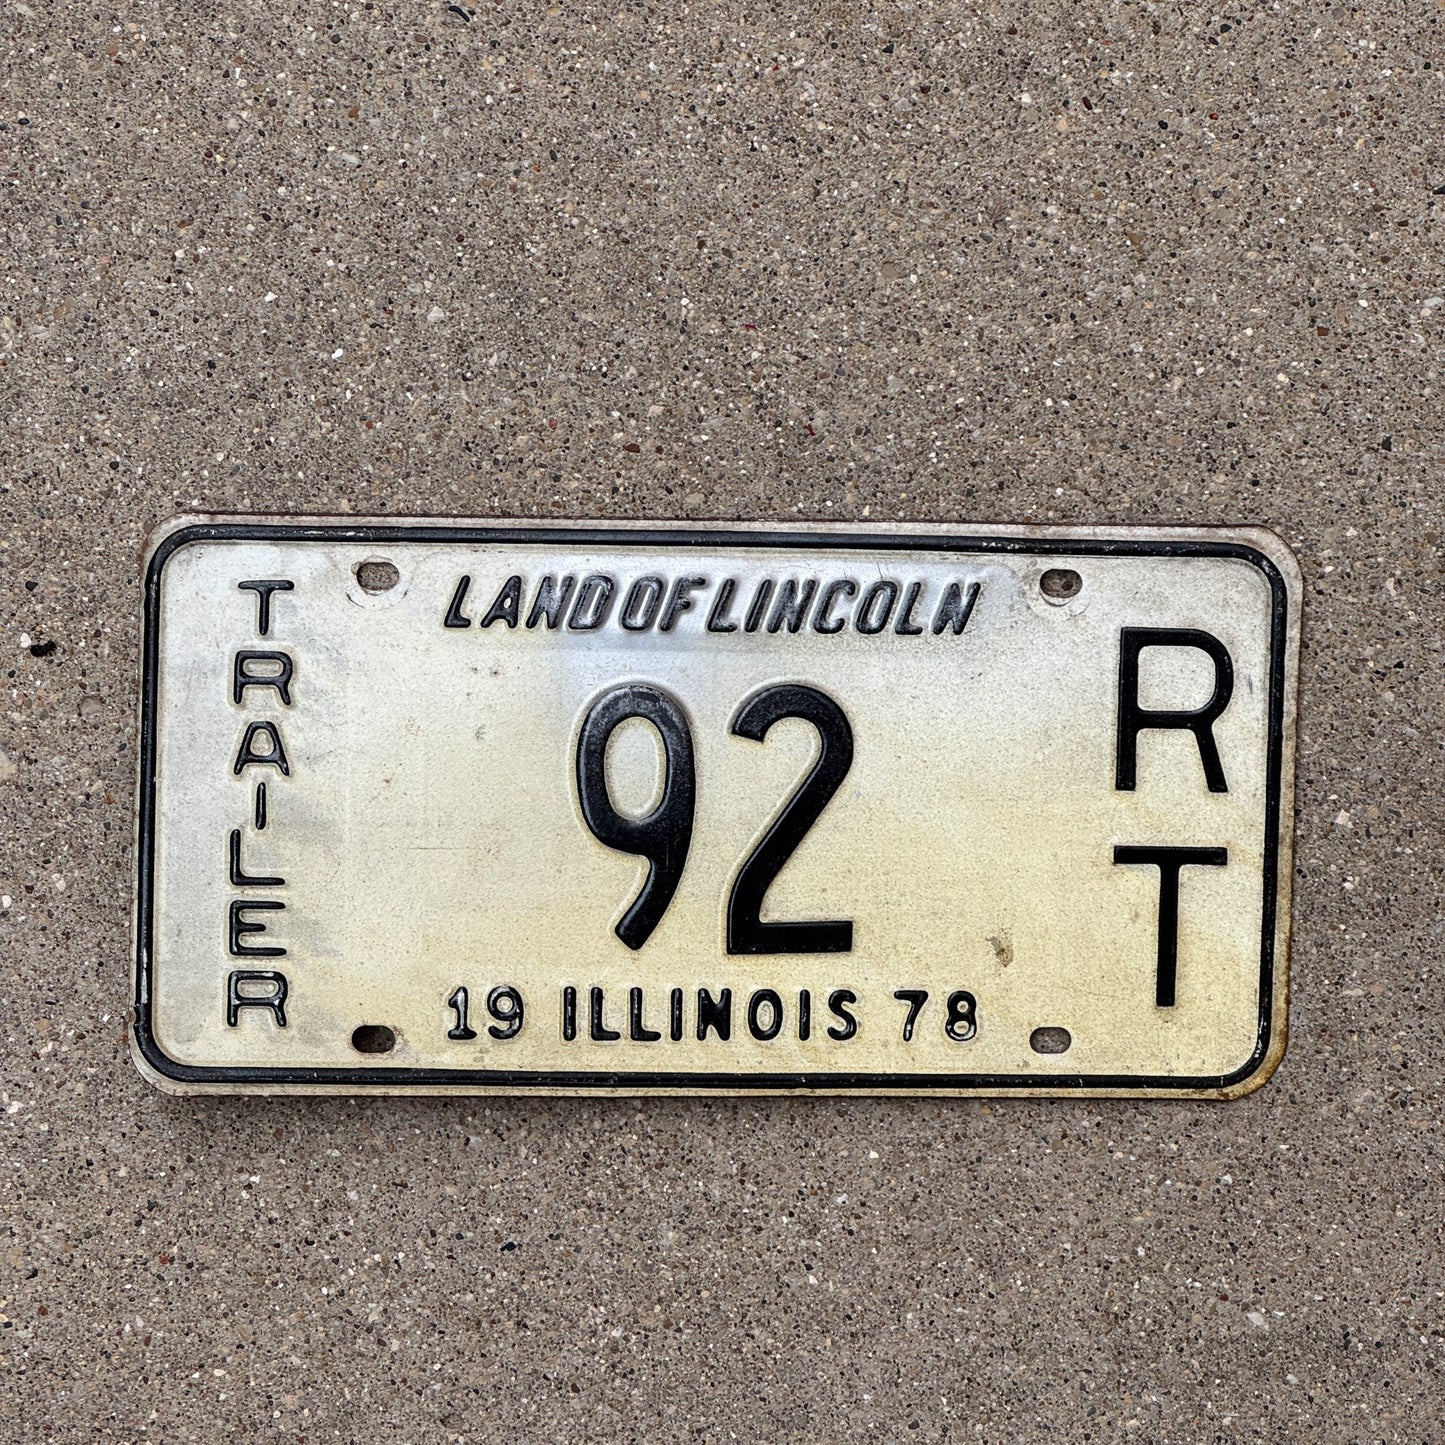 TRAILER
LAND OF LINCOLN
92
RT
19 ILLINOIS 78